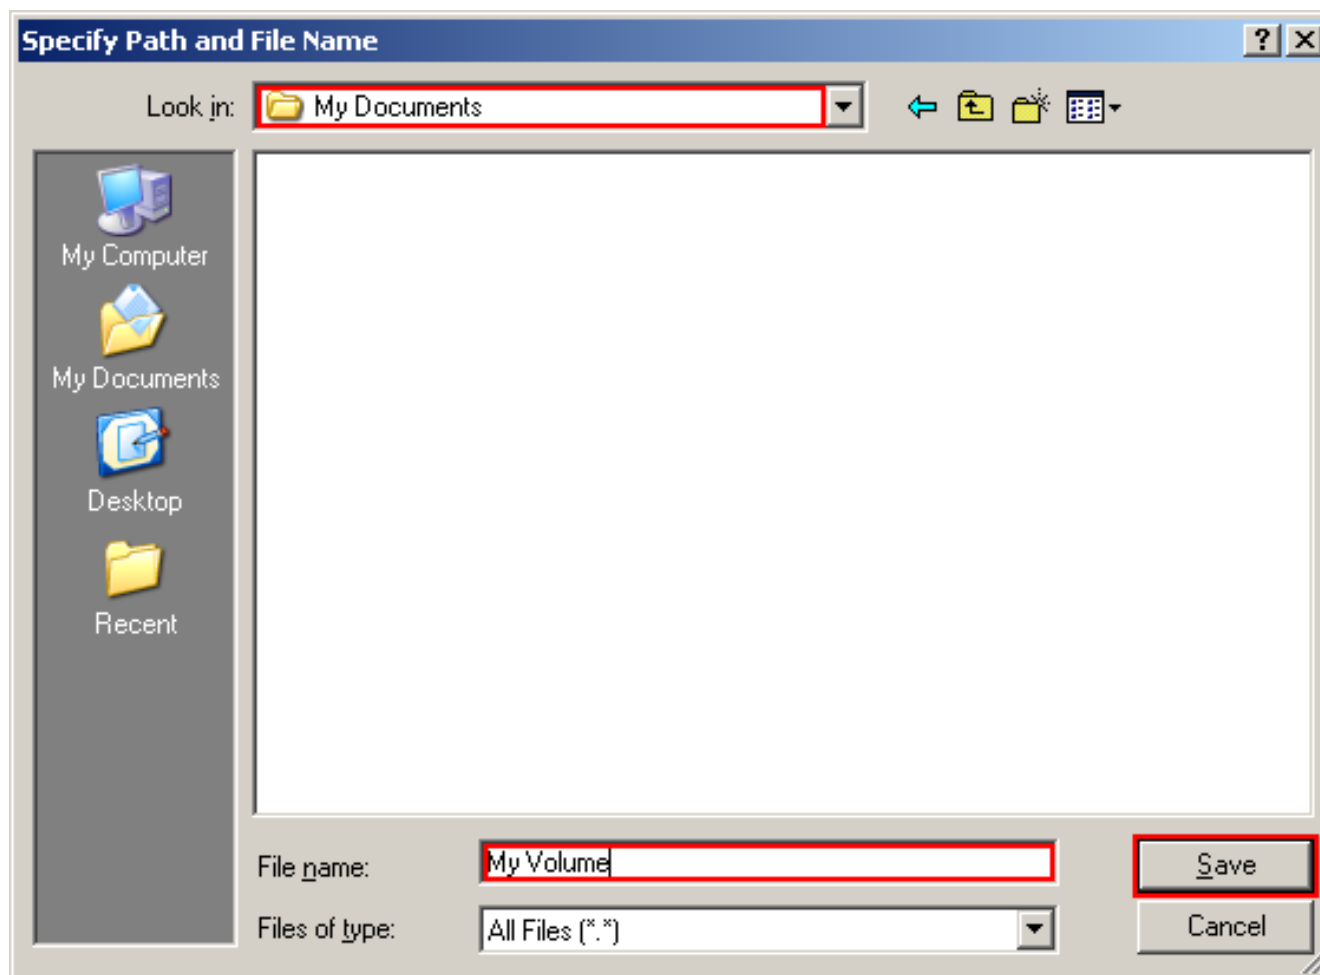 Specify Path and File Name
Look in: My Documents
My Computer
My Documents
Desktop
Recent
File name: My Volume Save
Files of type: All Files (*.*) Cancel